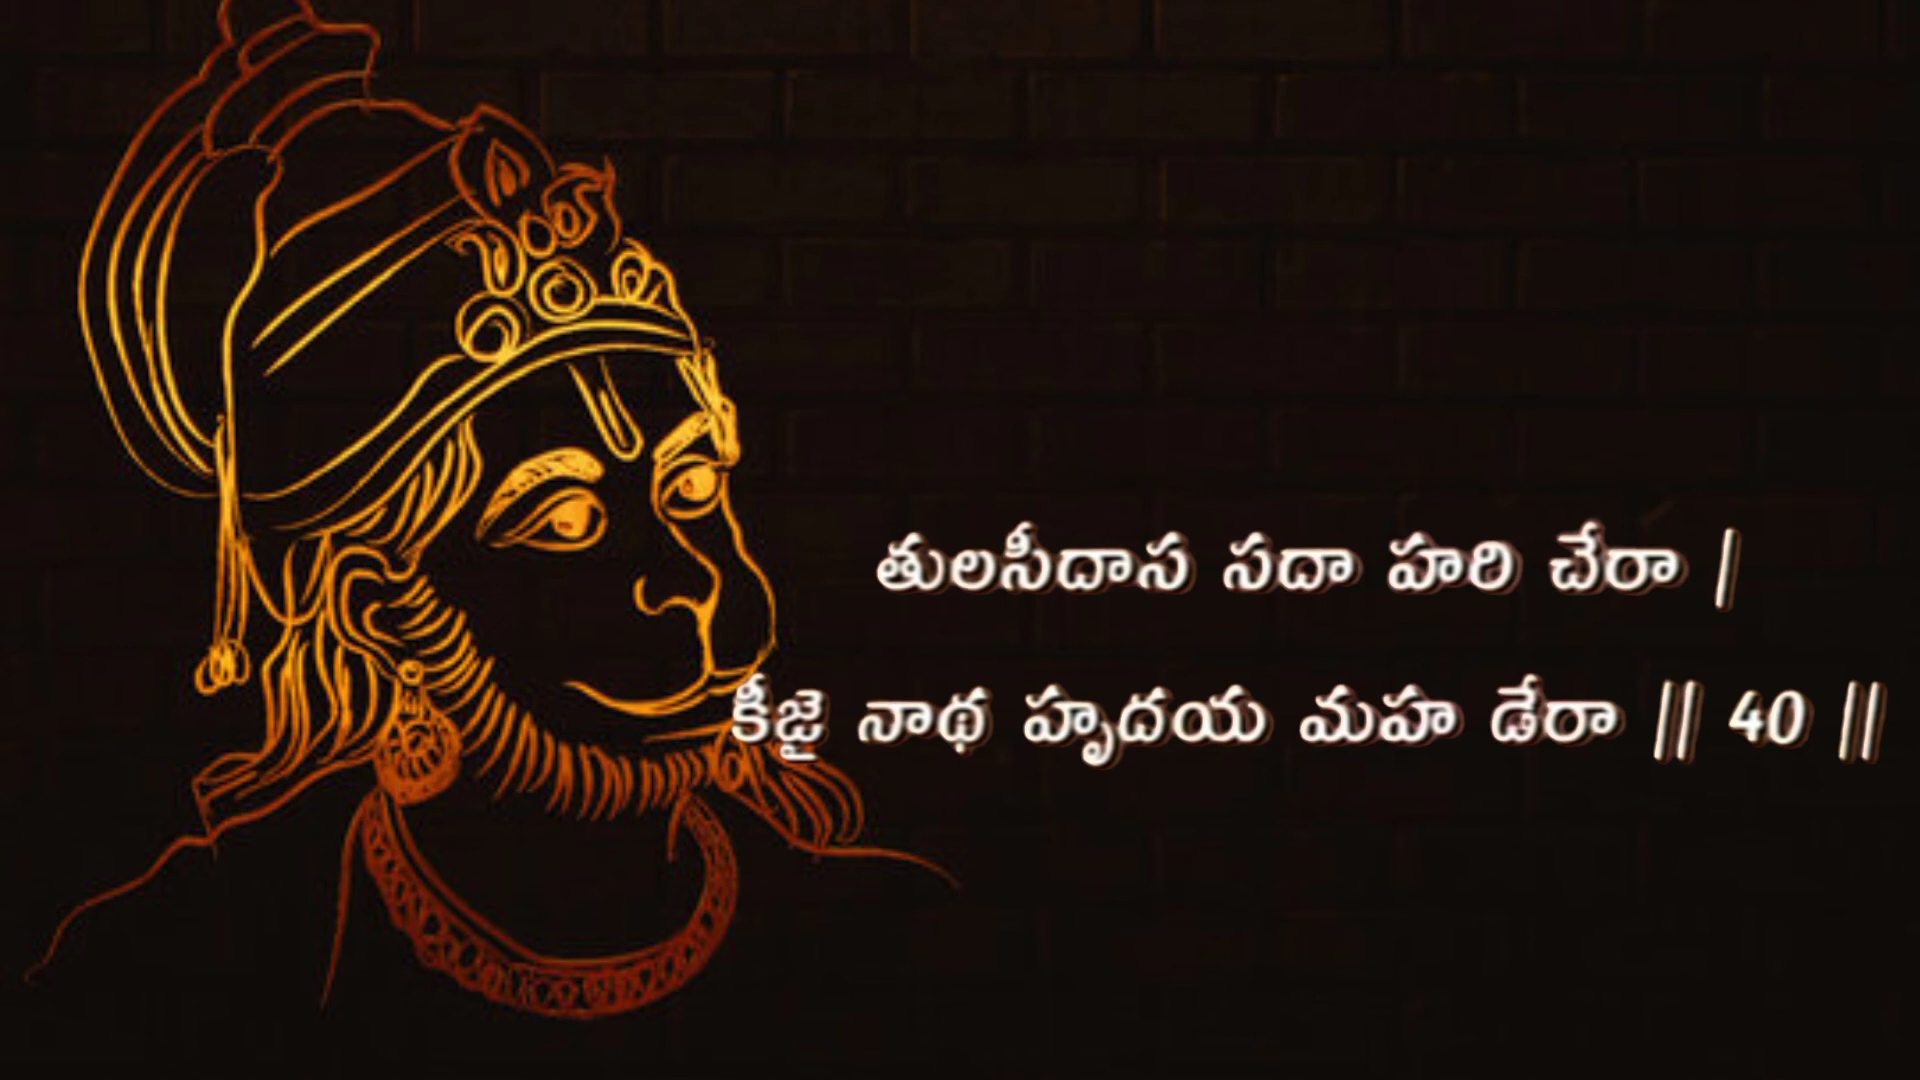 తులసీదాస సదా హరి చేరా |
కీజై నాథ హృదయ మహ డేరా || 40 ||